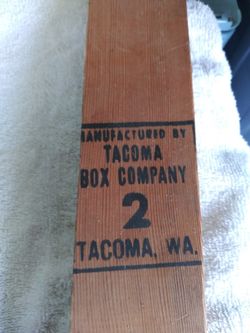 MANUFACTURED BY
TACOMA
BOX COMPANY
2
TACOMA, WA.